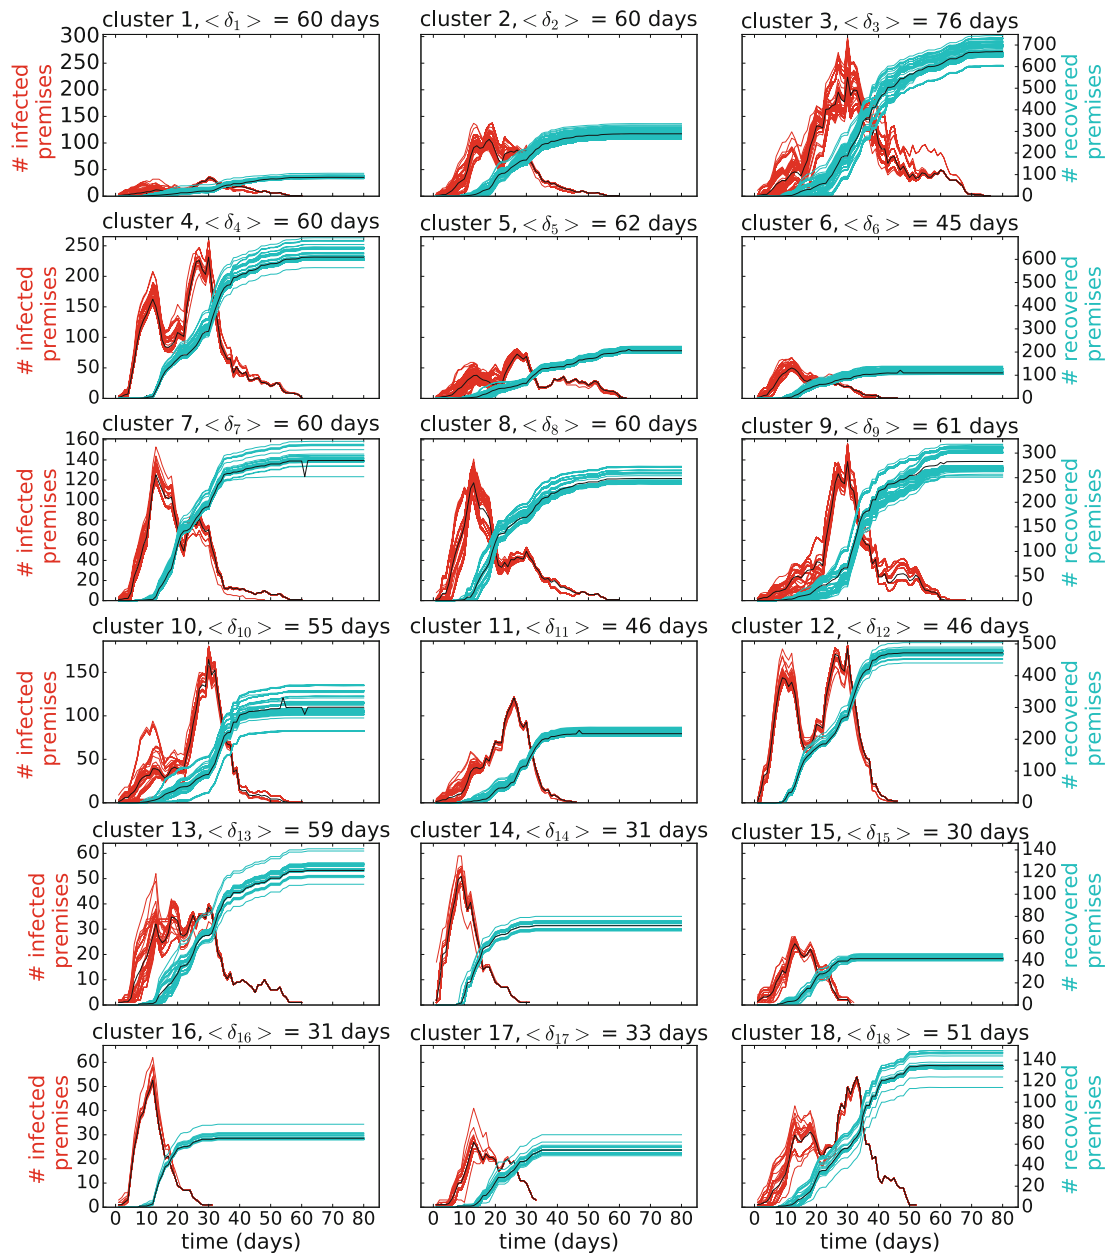 cluster 1, < δ₁ > = 60 days
cluster 2, < δ₂ > = 60 days
cluster 3, < δ₃ > = 76 days
300
250
200
150
100
50
0
# infected
premises
700
600
500
400
300
200
100
0
# recovered
premises
cluster 4, < δ₄ > = 60 days
cluster 5, < δ₅ > = 62 days
cluster 6, < δ₆ > = 45 days
250
200
150
100
50
0
# infected
premises
600
500
400
300
200
100
0
# recovered
premises
cluster 7, < δ₇ > = 60 days
cluster 8, < δ₈ > = 60 days
cluster 9, < δ₉ > = 61 days
160
140
120
100
80
60
40
20
0
# infected
premises
300
250
200
150
100
50
0
# recovered
premises
cluster 10, < δ₁₀ > = 55 days
cluster 11, < δ₁₁ > = 46 days
cluster 12, < δ₁₂ > = 46 days
150
100
50
0
# infected
premises
500
400
300
200
100
0
# recovered
premises
cluster 13, < δ₁₃ > = 59 days
cluster 14, < δ₁₄ > = 31 days
cluster 15, < δ₁₅ > = 30 days
60
50
40
30
20
10
0
# infected
premises
140
120
100
80
60
40
20
0
# recovered
premises
cluster 16, < δ₁₆ > = 31 days
cluster 17, < δ₁₇ > = 33 days
cluster 18, < δ₁₈ > = 51 days
60
50
40
30
20
10
0
# infected
premises
140
120
100
80
60
40
20
0
# recovered
premises
0 10 20 30 40 50 60 70 80
0 10 20 30 40 50 60 70 80
0 10 20 30 40 50 60 70 80
time (days)
time (days)
time (days)